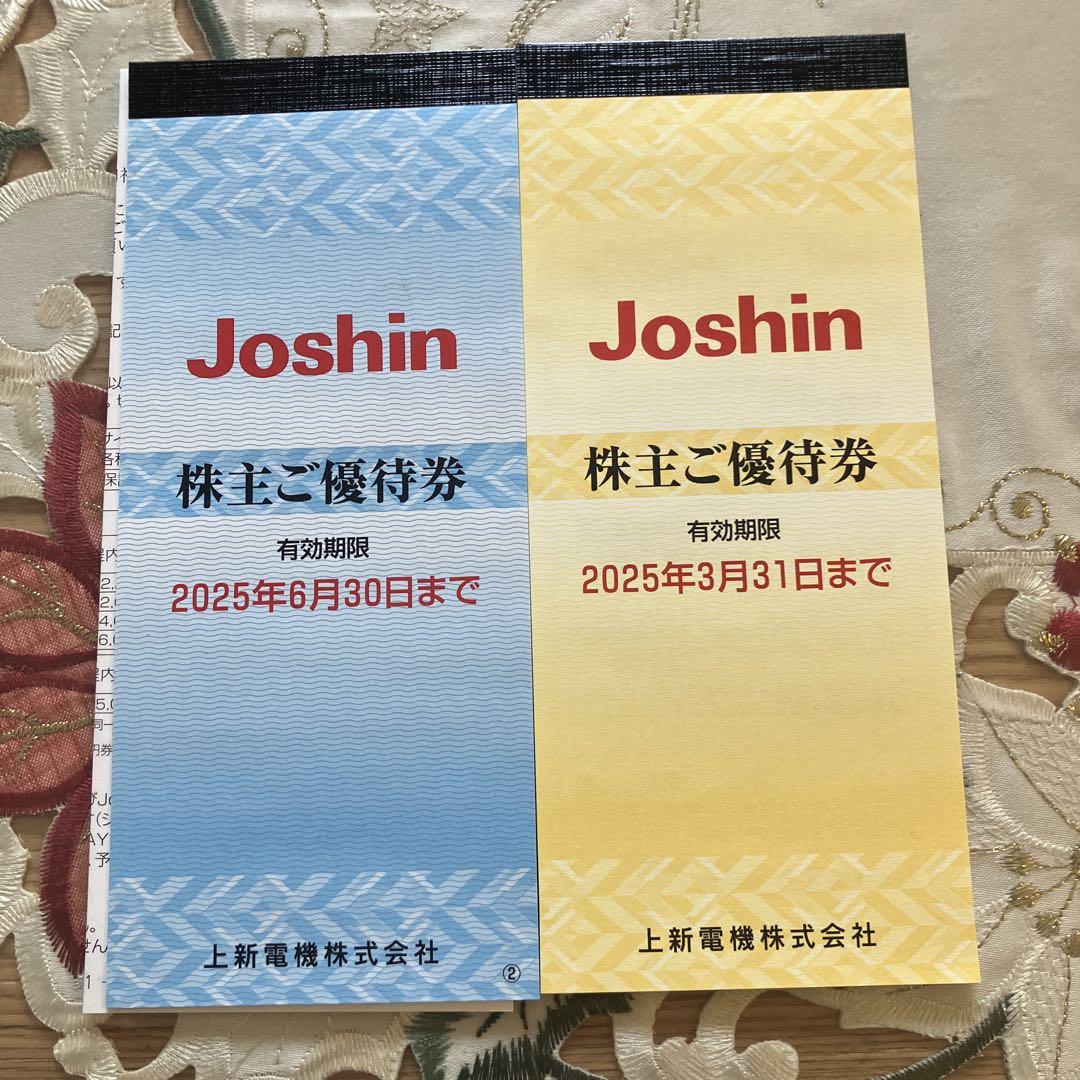 Joshin
株主ご優待券
有効期限
2025年6月30日まで
上新電機株式会社
②
Joshin
株主ご優待券
有効期限
2025年3月31日まで
上新電機株式会社